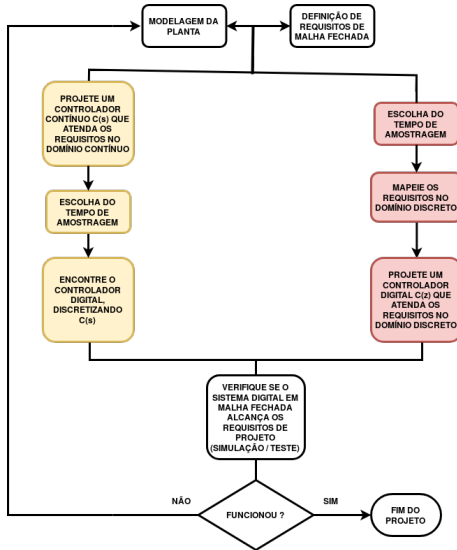 MODELAGEM DA
PLANTA
DEFINIÇÃO DE
REQUISITOS DE
MALHA FECHADA
PROJETE UM
CONTROLADOR
CONTÍNUO C(s) QUE
ATENDA OS
REQUISITOS NO
DOMÍNIO CONTÍNUO
ESCOLHA DO
TEMPO DE
AMOSTRAGEM
ENCONTRE O
CONTROLADOR
DIGITAL,
DISCRETIZANDO
C(s)
ESCOLHA DO
TEMPO DE
AMOSTRAGEM
MAPEIE OS
REQUISITOS NO
DOMÍNIO DISCRETO
PROJETE UM
CONTROLADOR
DIGITAL C(z) QUE
ATENDA OS
REQUISITOS NO
DOMÍNIO DISCRETO
VERIFIQUE SE O
SISTEMA DIGITAL EM
MALHA FECHADA
ALCANÇA OS
REQUISITOS DE
PROJETO
(SIMULAÇÃO / TESTE)
NÃO
FUNCIONOU ?
SIM
FIM DO
PROJETO